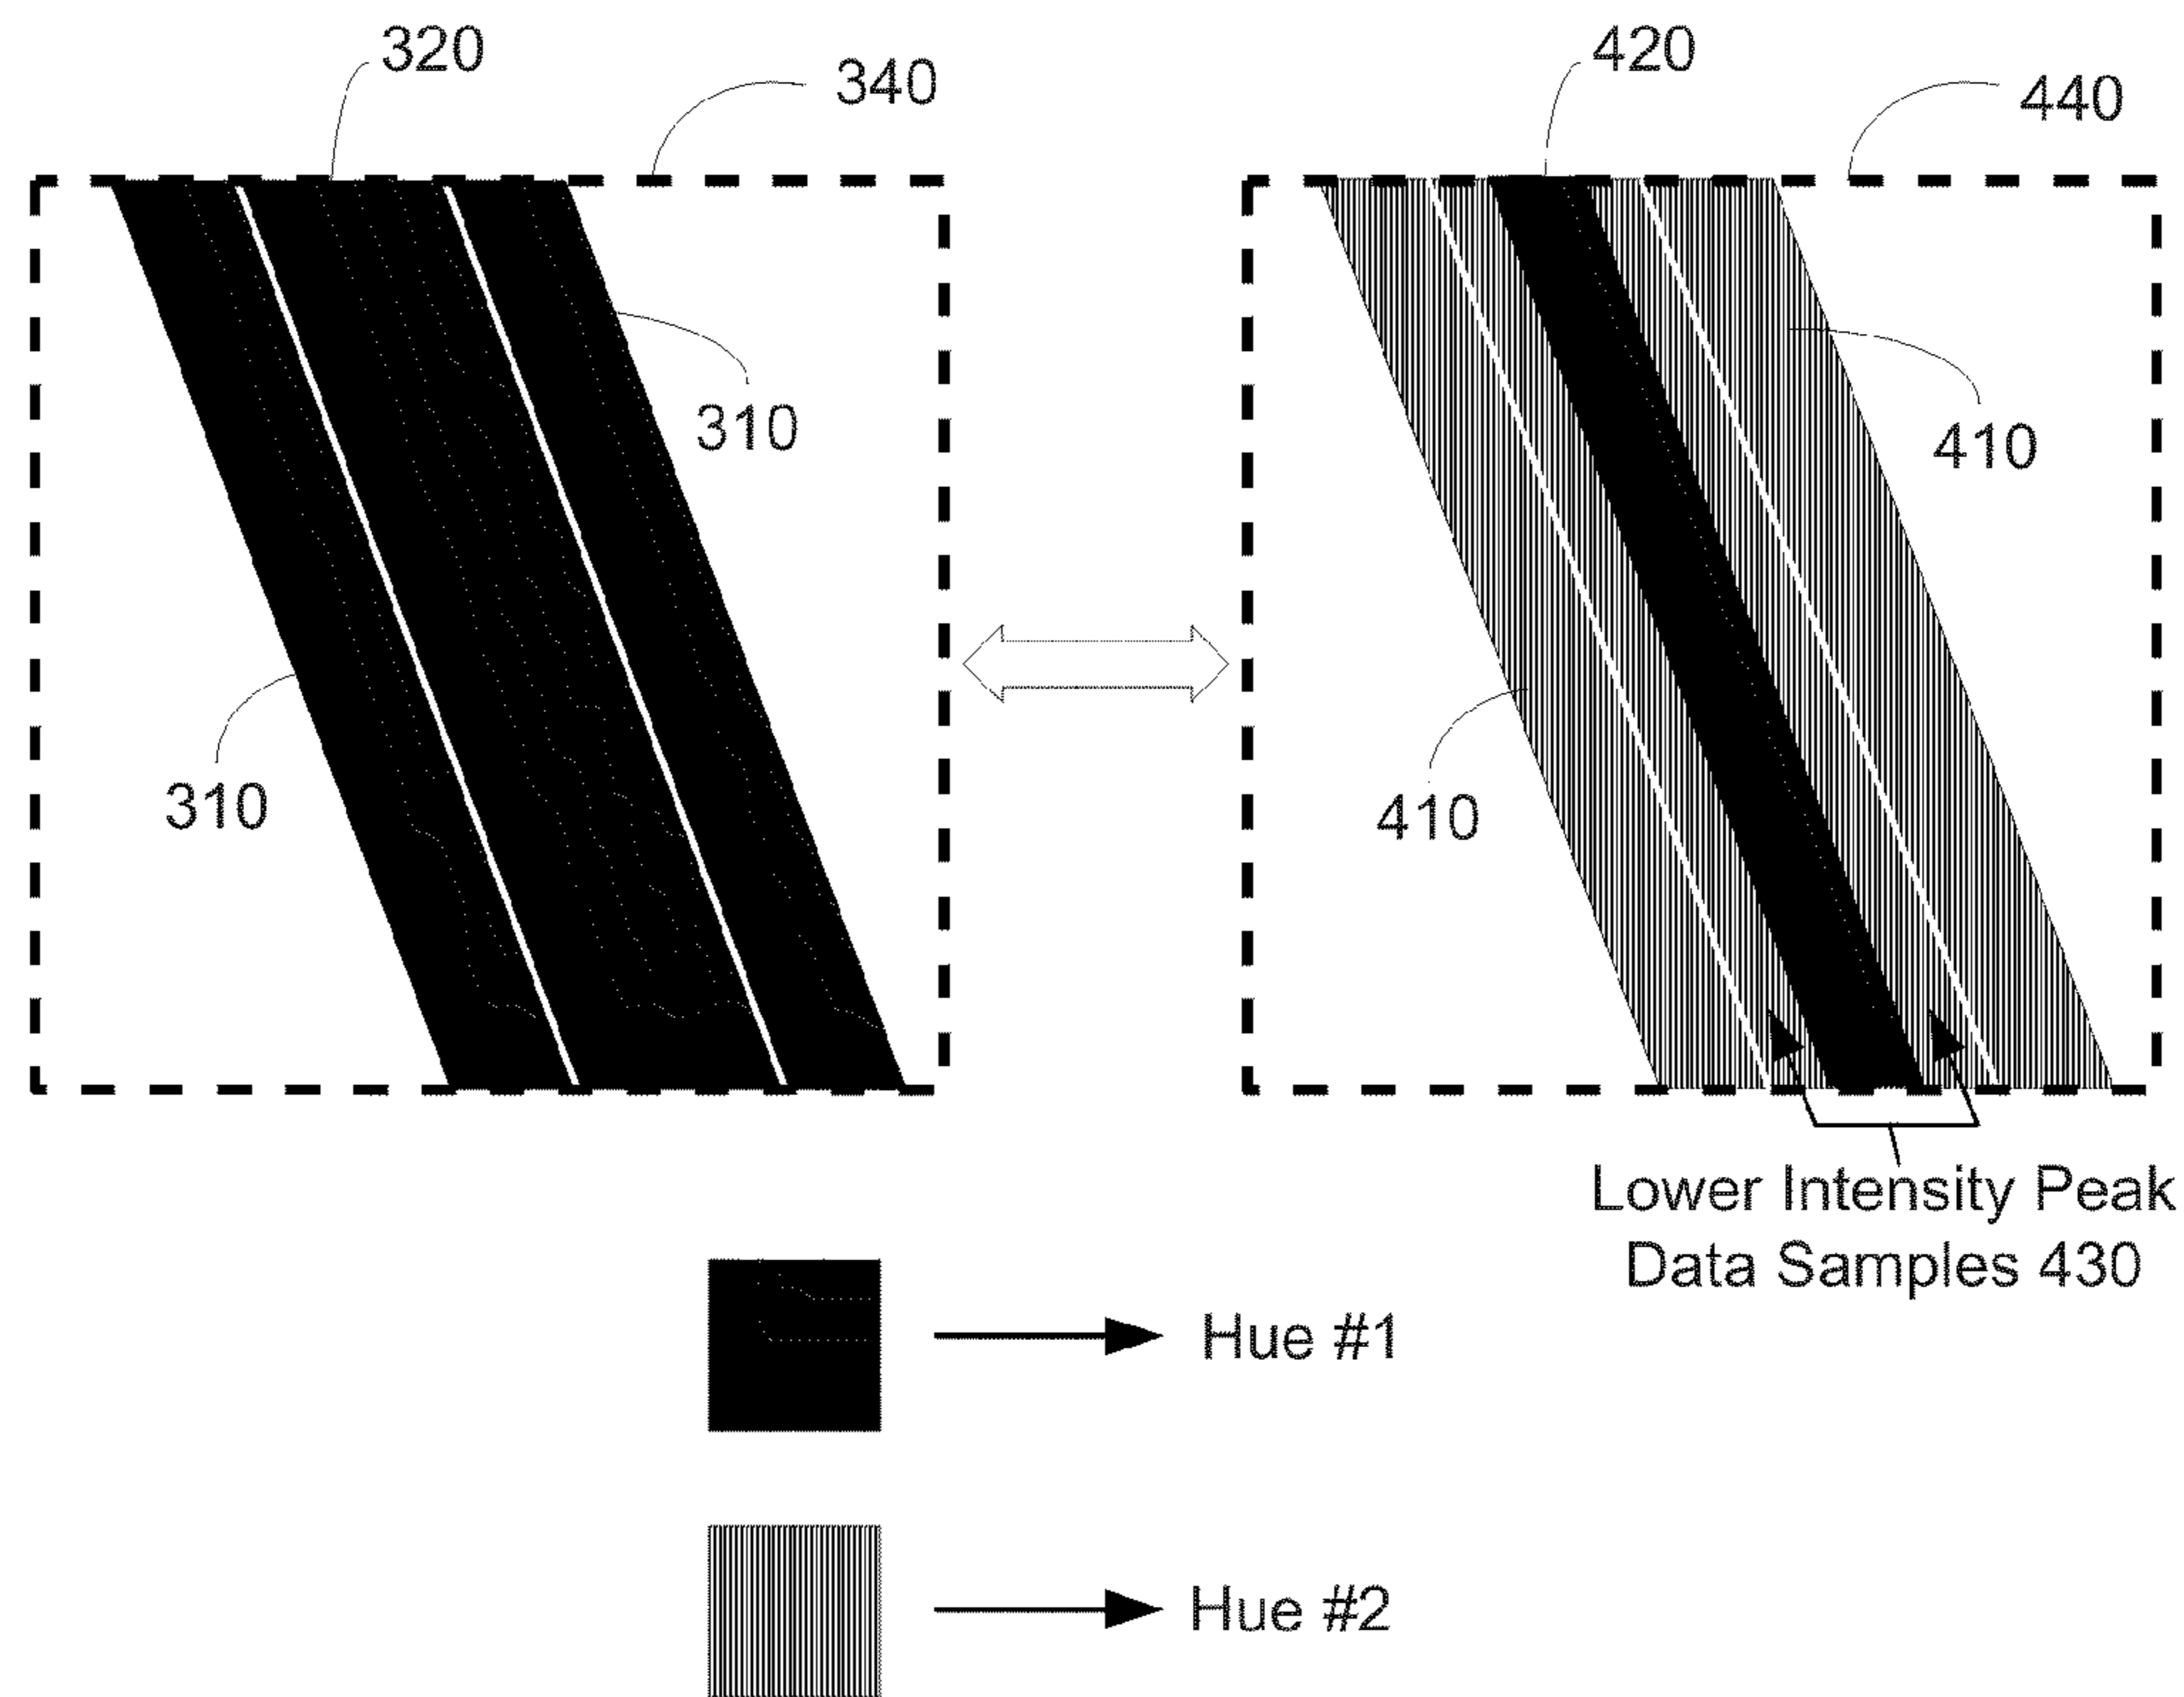 320
340
420
440
310
410
310
410
Lower Intensity Peak
Data Samples 430
Hue #1
Hue #2